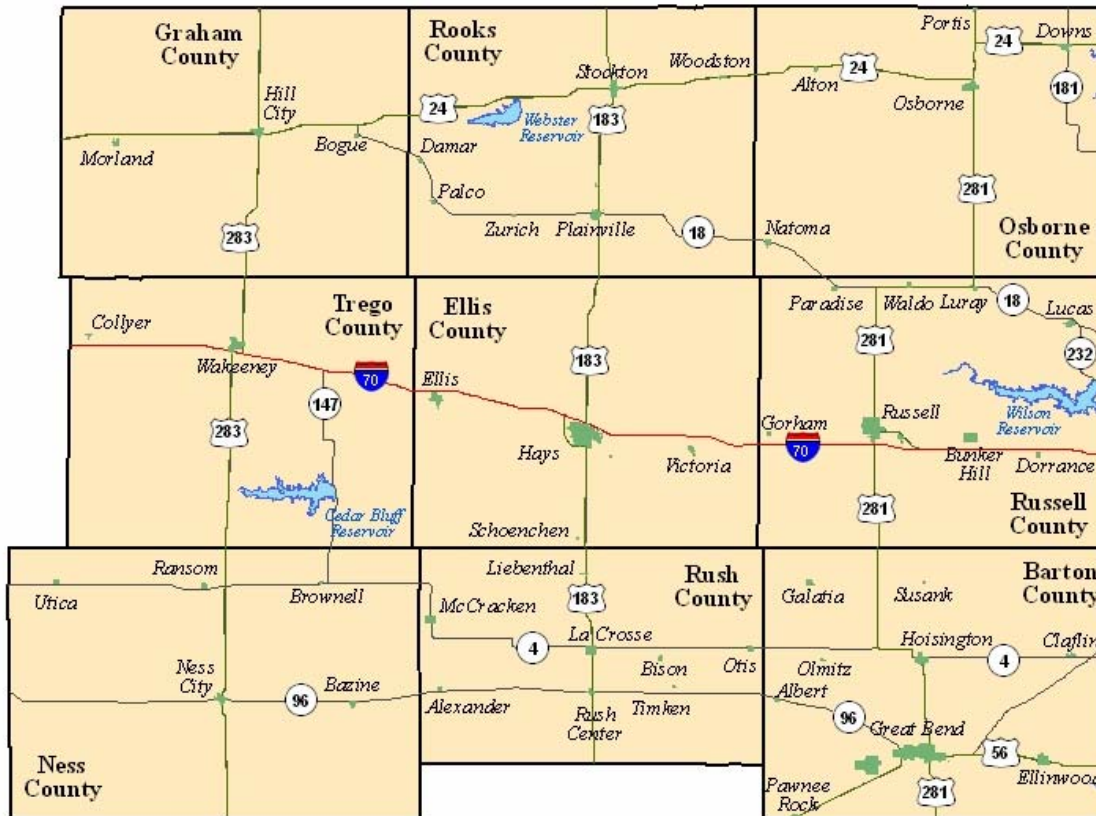 Graham
County
Rooks
County
Portis
24
Downs
Hill
City
Stockton
Woodston
Alton
24
Osborne
181
24
Webster
Reservoir
183
Morland
Bogue
Damar
Palco
281
283
Zurich
Plainville
18
Natoma
Osborne
County
Trego
County
Ellis
County
Paradise
Waldo
Luray
18
Lucas
Collyer
Wakeeney
70
183
281
232
Ellis
147
283
Hays
Victoria
Gorham
70
Russell
Wilson
Reservoir
Bunker
Hill
Dorrance
Cedar Bluff
Reservoir
Schoenchen
281
Russell
County
Ransom
Utica
Brownell
Liebenthal
183
Rush
County
Galatia
Susank
Barton
County
McCracken
4
La Crosse
Bison
Otis
Olmitz
Hoisington
4
Claflin
Ness
City
96
Bazine
Alexander
Rush
Center
Timken
Albert
96
Great Bend
56
Ellinwood
Ness
County
Pawnee
Rock
281